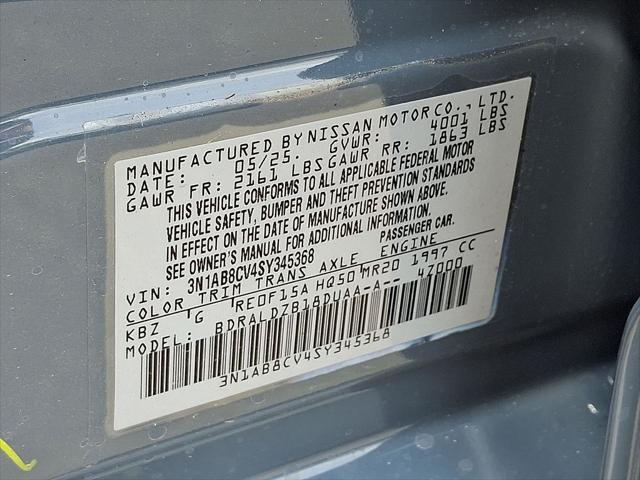 MANUFACTURED BY NISSAN MOTOR CO., LTD.
DATE: 05/25. GVWR: 4001 LBS
GAWR FR: 2161 LBS GAWR RR: 1863 LBS
THIS VEHICLE CONFORMS TO ALL APPLICABLE FEDERAL MOTOR
VEHICLE SAFETY, BUMPER AND THEFT PREVENTION STANDARDS
IN EFFECT ON THE DATE OF MANUFACTURE SHOWN ABOVE.
SEE OWNER'S MANUAL FOR ADDITIONAL INFORMATION.
VIN: 3N1AB8CV4SY345368 PASSENGER CAR.
COLOR TRIM TRANS AXLE ENGINE
KBZ G RE0F15A HQ50 MR20 1997 CC
MODEL: BDRALDZB18DUAA-A-- 4Z000
3N1AB8CV4SY345368